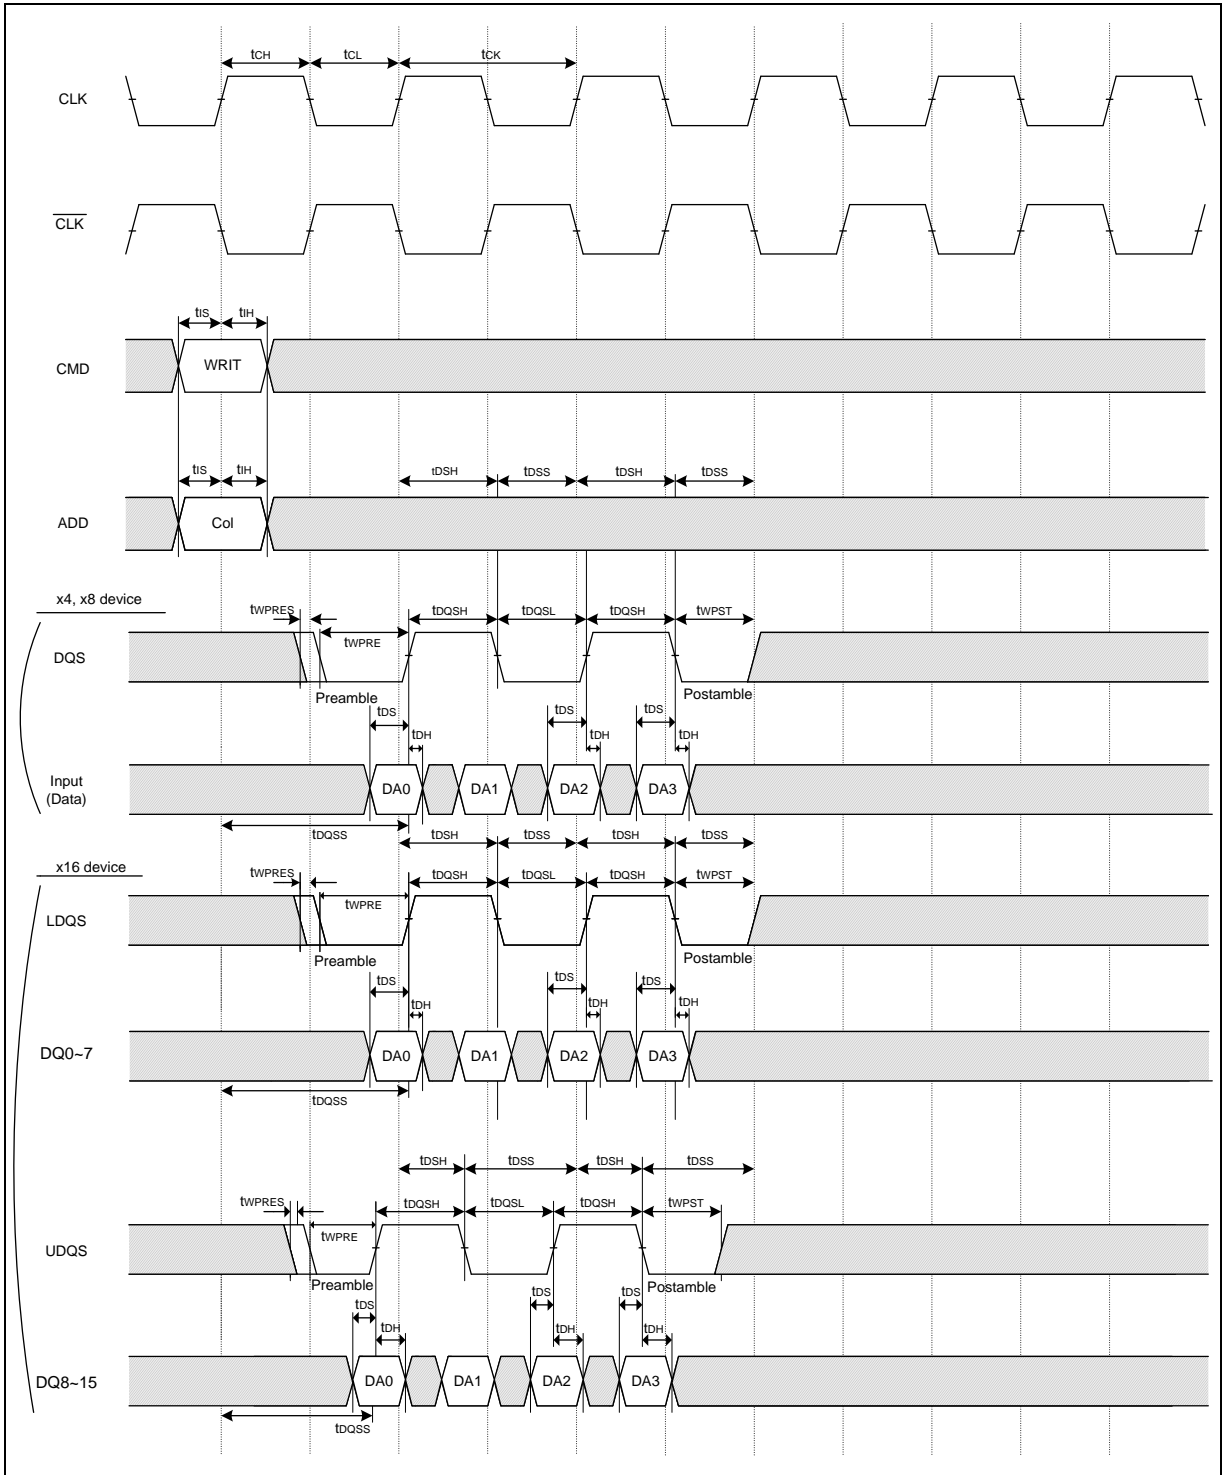 tCH tCL tCK
CLK
CLK
tIS tIH
CMD WRIT
tIS tIH tDSH tDSS tDSH tDSS
ADD Col
x4, x8 device
tWPRES tDQSH tDQSL tDQSH tWPST
tWPRE
DQS
Preamble Postamble
tDS tDS tDS
tDH tDH tDH
Input
(Data)
DA0 DA1 DA2 DA3
tDQSS
tDSH tDSS tDSH tDSS
x16 device
tWPRES tDQSH tDQSL tDQSH tWPST
tWPRE
LDQS
Preamble Postamble
tDS tDS tDS
tDH tDH tDH
DQ0~7 DA0 DA1 DA2 DA3
tDQSS
tDSH tDSS tDSH tDSS
tWPRES tDQSH tDQSL tDQSH tWPST
tWPRE
UDQS
Preamble Postamble
tDS tDS tDS
tDH tDH tDH
DQ8~15 DA0 DA1 DA2 DA3
tDQSS